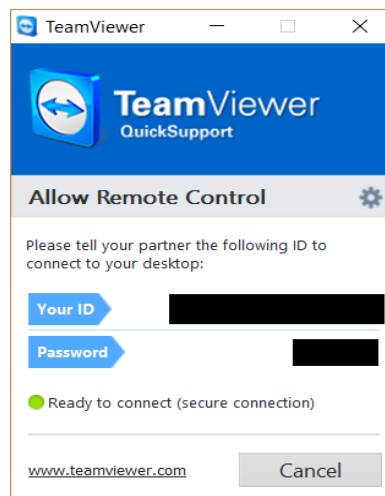 TeamViewer
TeamViewer
QuickSupport
Allow Remote Control
Please tell your partner the following ID to
connect to your desktop:
Your ID
Password
Ready to connect (secure connection)
www.teamviewer.com
Cancel